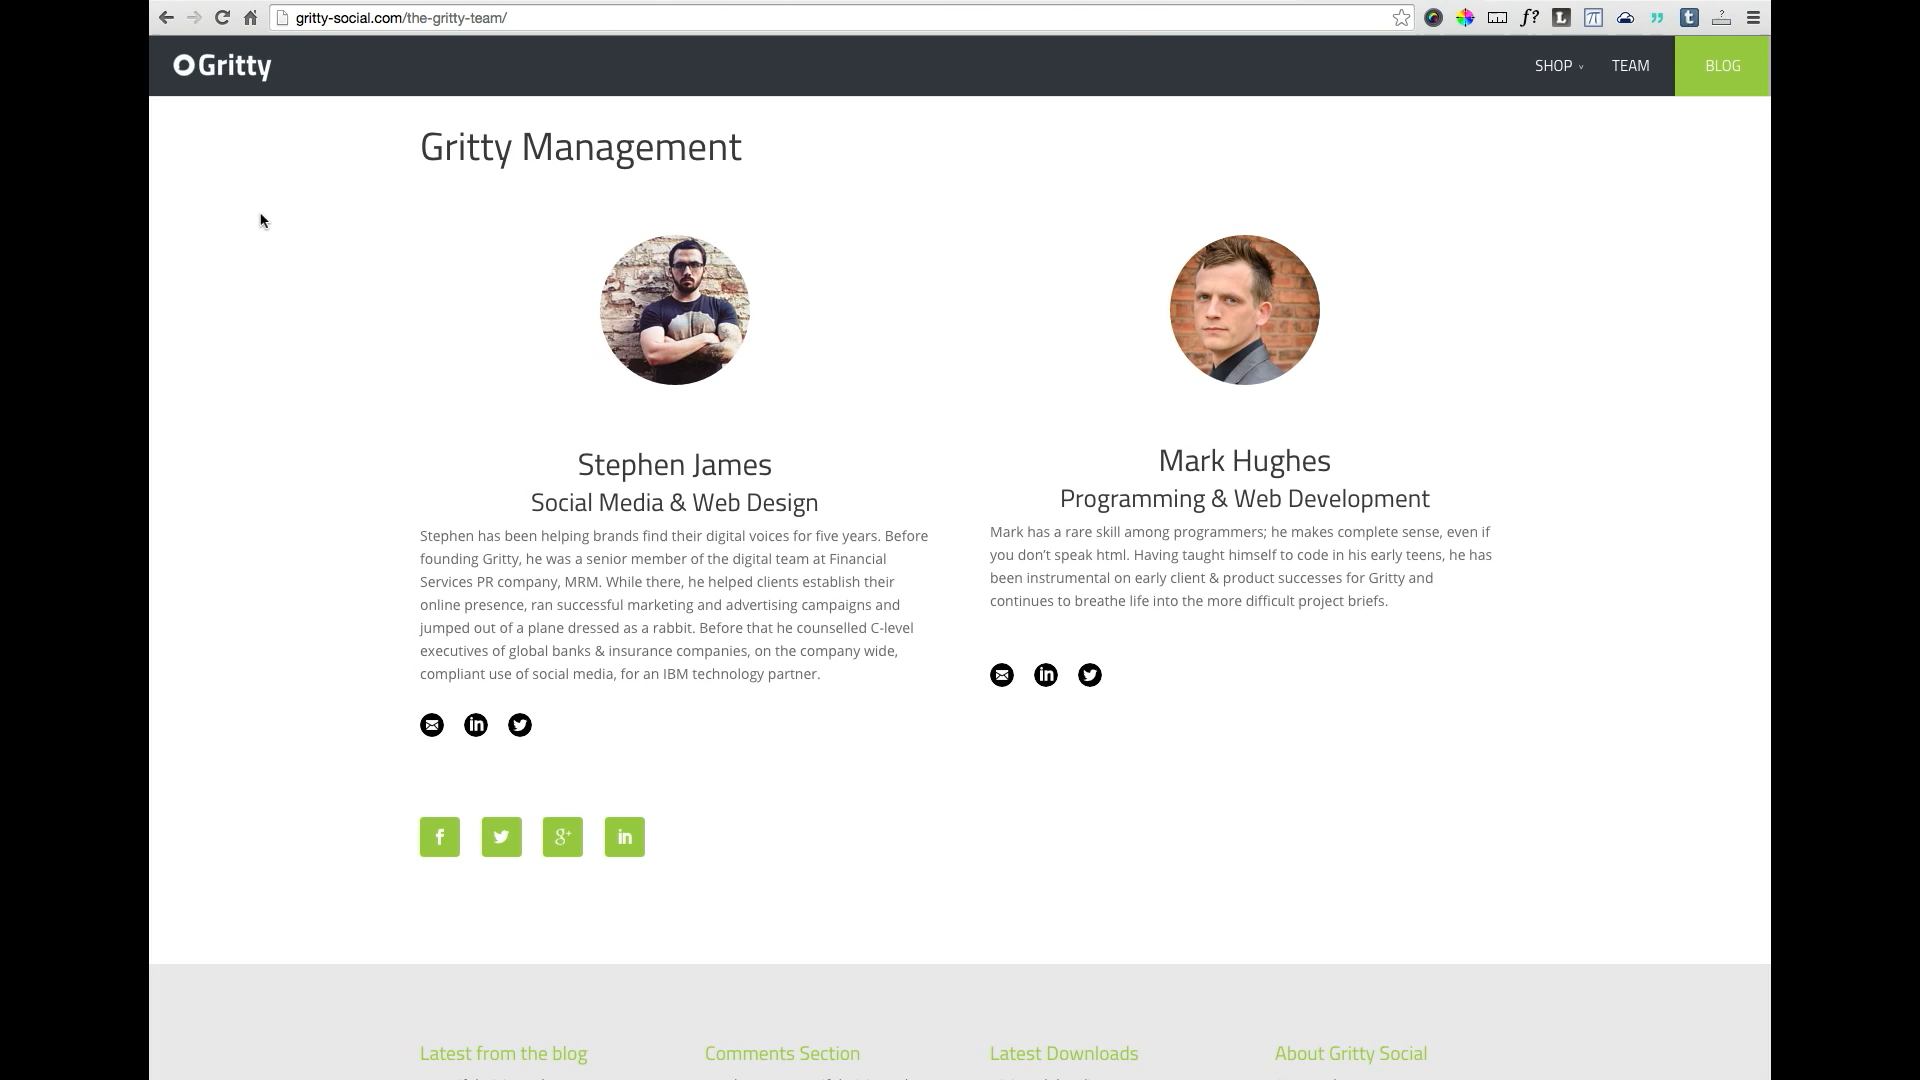 gritty-social.com/the-gritty-team/
Gritty
SHOP
TEAM
BLOG
Gritty Management
Stephen James
Social Media & Web Design
Stephen has been helping brands find their digital voices for five years. Before
founding Gritty, he was a senior member of the digital team at Financial
Services PR company, MRM. While there, he helped clients establish their
online presence, ran successful marketing and advertising campaigns and
jumped out of a plane dressed as a rabbit. Before that he counselled C-level
executives of global banks & insurance companies, on the company wide,
compliant use of social media, for an IBM technology partner.
Mark Hughes
Programming & Web Development
Mark has a rare skill among programmers; he makes complete sense, even if
you don’t speak html. Having taught himself to code in his early teens, he has
been instrumental on early client & product successes for Gritty and
continues to breathe life into the more difficult project briefs.
Latest from the blog
Comments Section
Latest Downloads
About Gritty Social